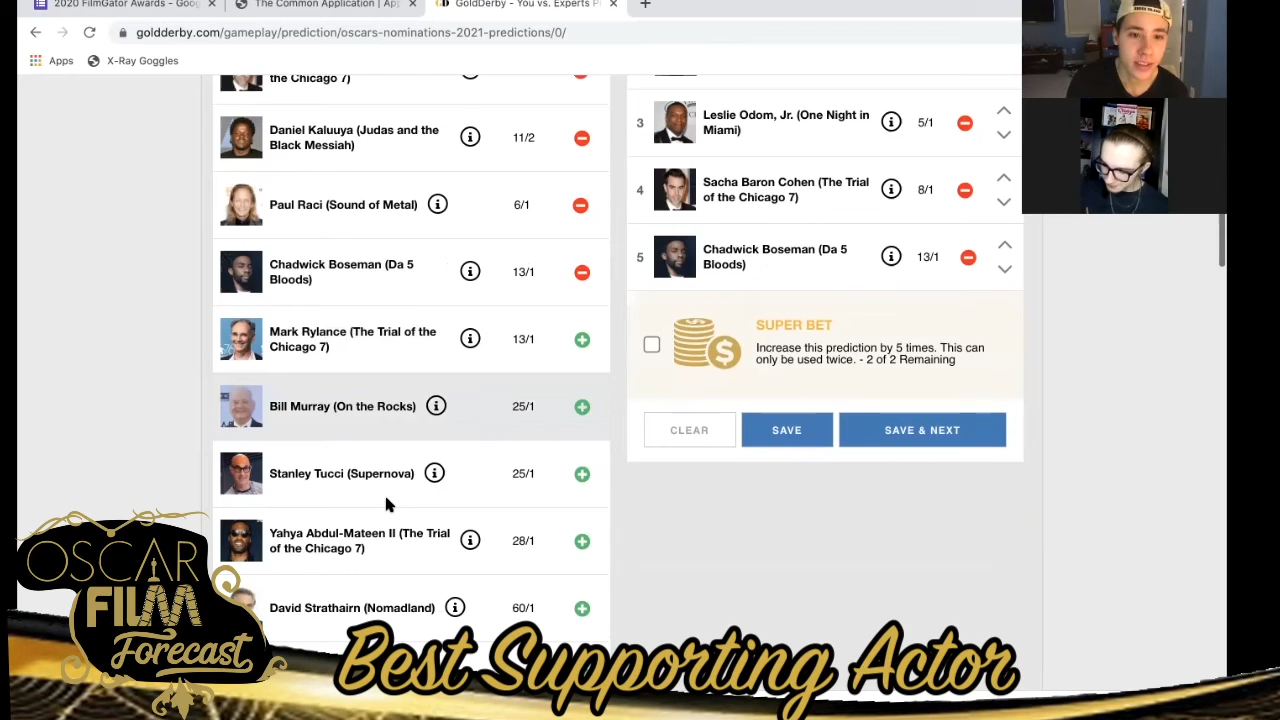 2020 FilmGator Awards - Goog
The Common Application | App
GoldDerby - You vs. Experts Pr
goldderby.com/gameplay/prediction/oscars-nominations-2021-predictions/0/
Apps
X-Ray Goggles
the Chicago 7)
Daniel Kaluuya (Judas and the
Black Messiah)
11/2
Paul Raci (Sound of Metal)
6/1
Chadwick Boseman (Da 5
Bloods)
13/1
Mark Rylance (The Trial of the
Chicago 7)
13/1
Bill Murray (On the Rocks)
25/1
Stanley Tucci (Supernova)
25/1
Yahya Abdul-Mateen II (The Trial
of the Chicago 7)
28/1
David Strathairn (Nomadland)
60/1
3
Leslie Odom, Jr. (One Night in
Miami)
5/1
4
Sacha Baron Cohen (The Trial
of the Chicago 7)
8/1
5
Chadwick Boseman (Da 5
Bloods)
13/1
SUPER BET
Increase this prediction by 5 times. This can
only be used twice. - 2 of 2 Remaining
CLEAR
SAVE
SAVE & NEXT
OSCAR
FILM
Forecast
Best Supporting Actor